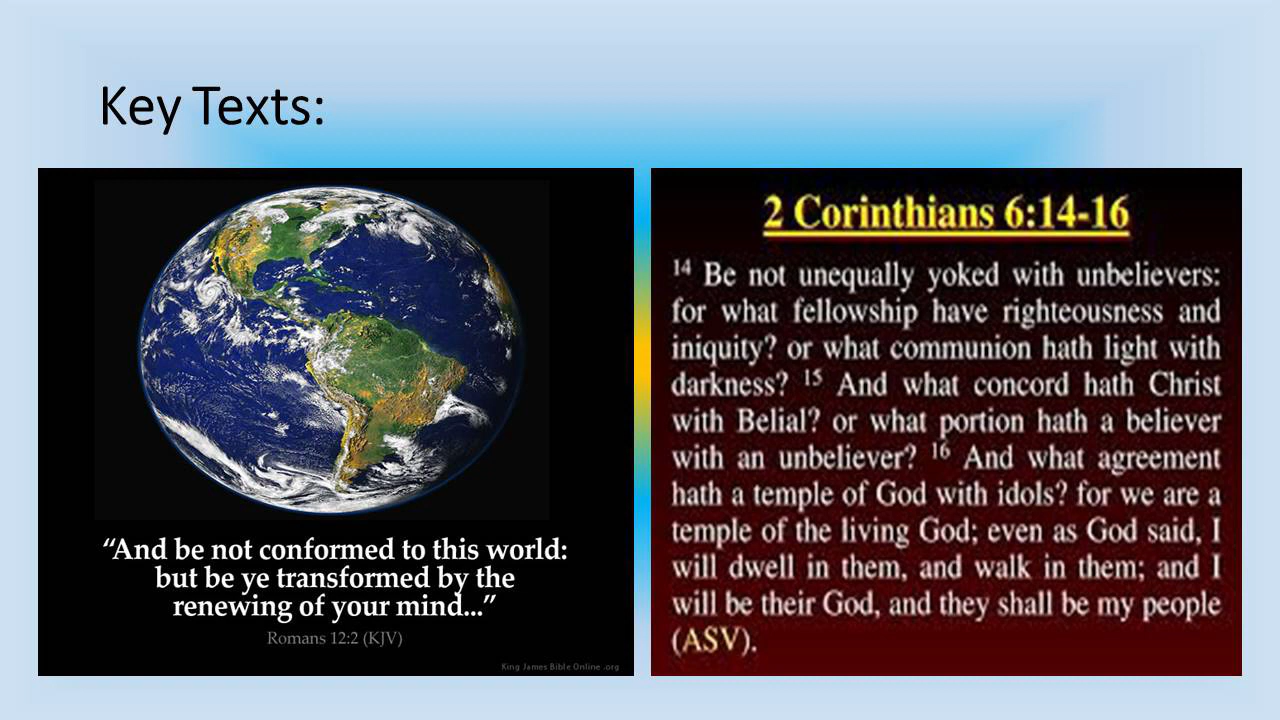 Key Texts:
“And be not conformed to this world:
but be ye transformed by the
renewing of your mind...”
Romans 12:2 (KJV)
King James Bible Online .org
2 Corinthians 6:14-16
14 Be not unequally yoked with unbelievers:
for what fellowship have righteousness and
iniquity? or what communion hath light with
darkness? 15 And what concord hath Christ
with Belial? or what portion hath a believer
with an unbeliever? 16 And what agreement
hath a temple of God with idols? for we are a
temple of the living God; even as God said, I
will dwell in them, and walk in them; and I
will be their God, and they shall be my people
(ASV).